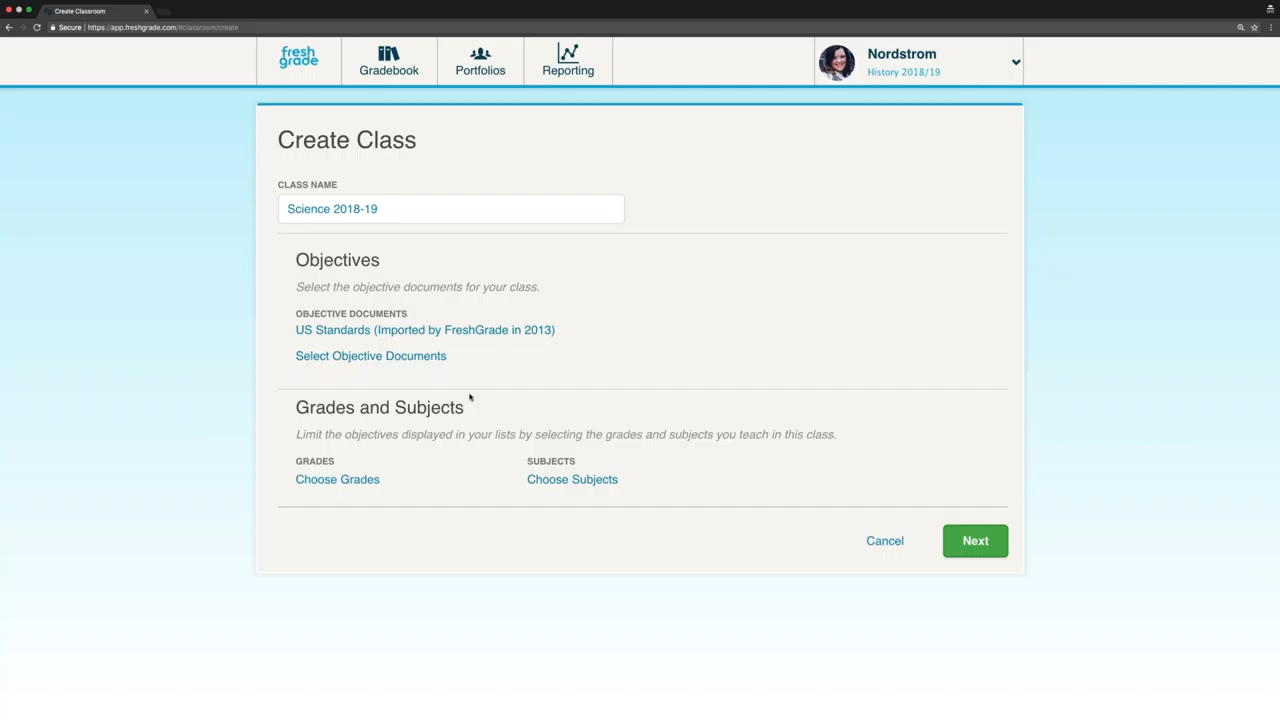 Create Classroom
Secure https://app.freshgrade.com/#classroom/create
fresh grade
Gradebook
Portfolios
Reporting
Nordstrom
History 2018/19
Create Class
CLASS NAME
Science 2018-19
Objectives
Select the objective documents for your class.
OBJECTIVE DOCUMENTS
US Standards (Imported by FreshGrade in 2013)
Select Objective Documents
Grades and Subjects
Limit the objectives displayed in your lists by selecting the grades and subjects you teach in this class.
GRADES
SUBJECTS
Choose Grades
Choose Subjects
Cancel
Next